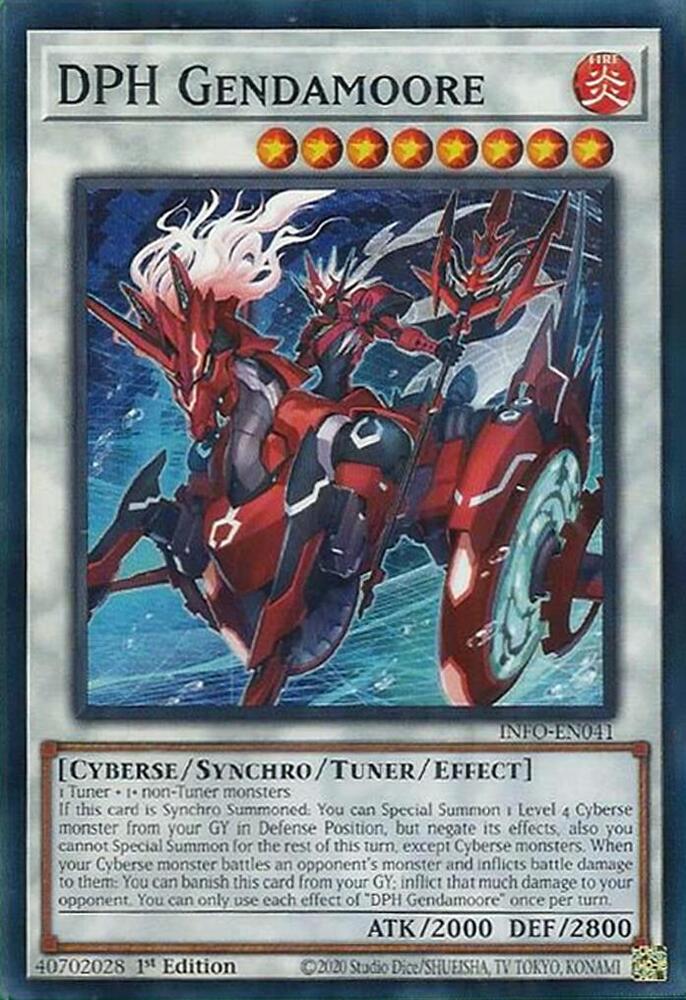 DPH GENDAMOORE
FIRE
炎
INFO-EN041
[CYBERSE/SYNCHRO/TUNER/EFFECT]
1 Tuner + 1+ non-Tuner monsters
If this card is Synchro Summoned: You can Special Summon 1 Level 4 Cyberse
monster from your GY in Defense Position, but negate its effects, also you
cannot Special Summon for the rest of this turn, except Cyberse monsters. When
your Cyberse monster battles an opponent's monster and inflicts battle damage
to them: You can banish this card from your GY; inflict that much damage to your
opponent. You can only use each effect of "DPH Gendamoore" once per turn.
ATK/2000 DEF/2800
40702028 1st Edition ©2020 Studio Dice/SHUEISHA, TV TOKYO, KONAMI